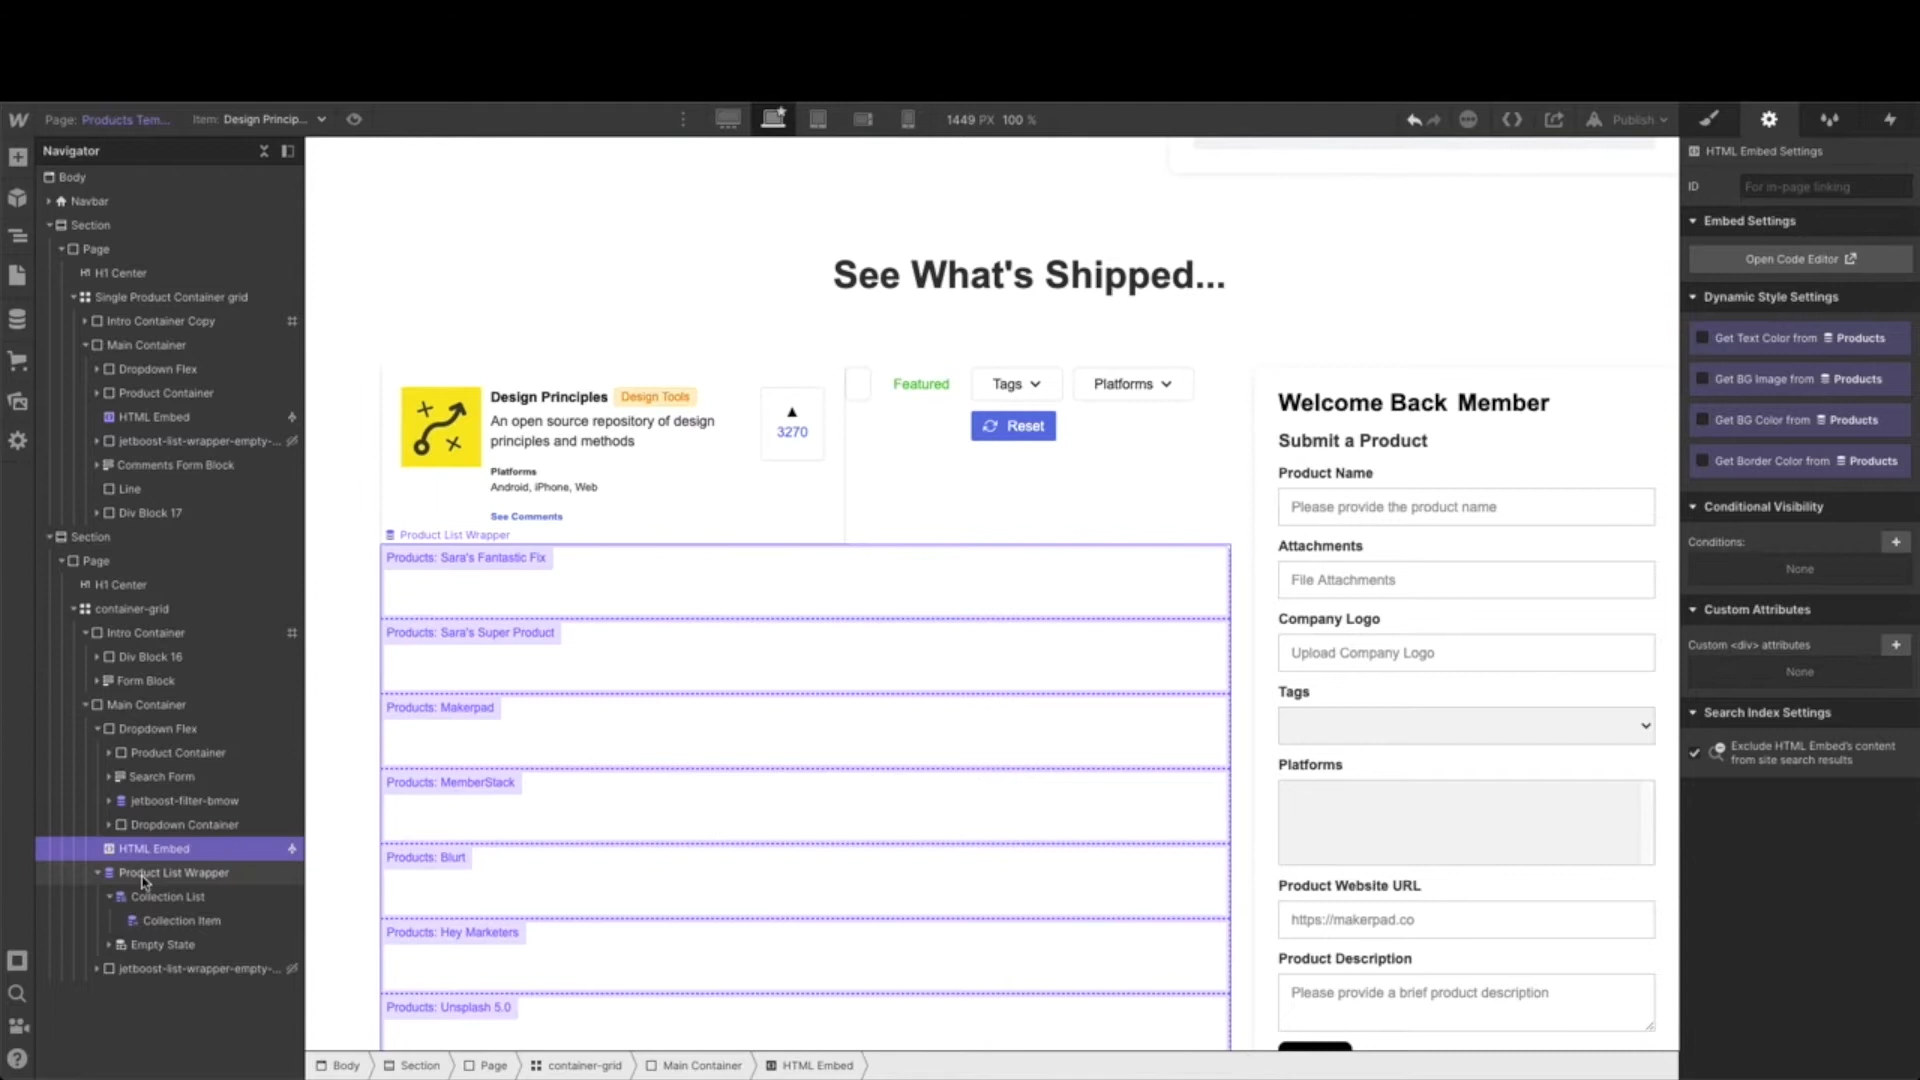 Page: Products Tem...
Item: Design Princip...
1449 PX 100 %
Publish
Navigator
Body
Navbar
Section
Page
H1 H1 Center
Single Product Container grid
Intro Container Copy
Main Container
Dropdown Flex
Product Container
HTML Embed
jetboost-list-wrapper-empty-...
Comments Form Block
Line
Div Block 17
Section
Page
H1 H1 Center
container-grid
Intro Container
Div Block 16
Form Block
Main Container
Dropdown Flex
Product Container
Search Form
jetboost-filter-bmow
Dropdown Container
HTML Embed
Product List Wrapper
Collection List
Collection Item
Empty State
jetboost-list-wrapper-empty-...
See What's Shipped...
Design Principles
Design Tools
An open source repository of design
principles and methods
Platforms
Android, iPhone, Web
See Comments
3270
Featured
Tags
Platforms
Reset
Product List Wrapper
Products: Sara's Fantastic Fix
Products: Sara's Super Product
Products: Makerpad
Products: MemberStack
Products: Blurt
Products: Hey Marketers
Products: Unsplash 5.0
Welcome Back Member
Submit a Product
Product Name
Please provide the product name
Attachments
File Attachments
Company Logo
Upload Company Logo
Tags
Platforms
Product Website URL
https://makerpad.co
Product Description
Please provide a brief product description
Body
Section
Page
container-grid
Main Container
HTML Embed
HTML Embed Settings
ID
For in-page linking
Embed Settings
Open Code Editor
Dynamic Style Settings
Get Text Color from Products
Get BG Image from Products
Get BG Color from Products
Get Border Color from Products
Conditional Visibility
Conditions:
None
Custom Attributes
Custom <div> attributes
None
Search Index Settings
Exclude HTML Embed's content
from site search results